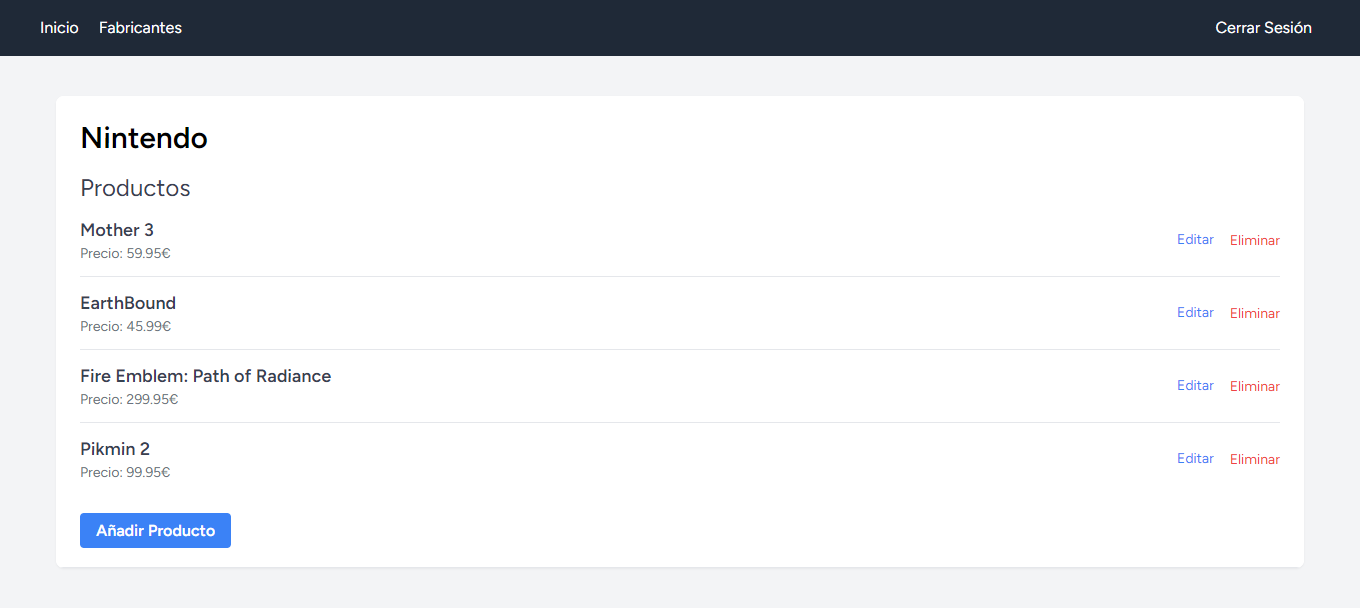 Inicio Fabricantes Cerrar Sesión
Nintendo
Productos
Mother 3
Precio: 59.95€
Editar Eliminar
EarthBound
Precio: 45.99€
Editar Eliminar
Fire Emblem: Path of Radiance
Precio: 299.95€
Editar Eliminar
Pikmin 2
Precio: 99.95€
Editar Eliminar
Añadir Producto